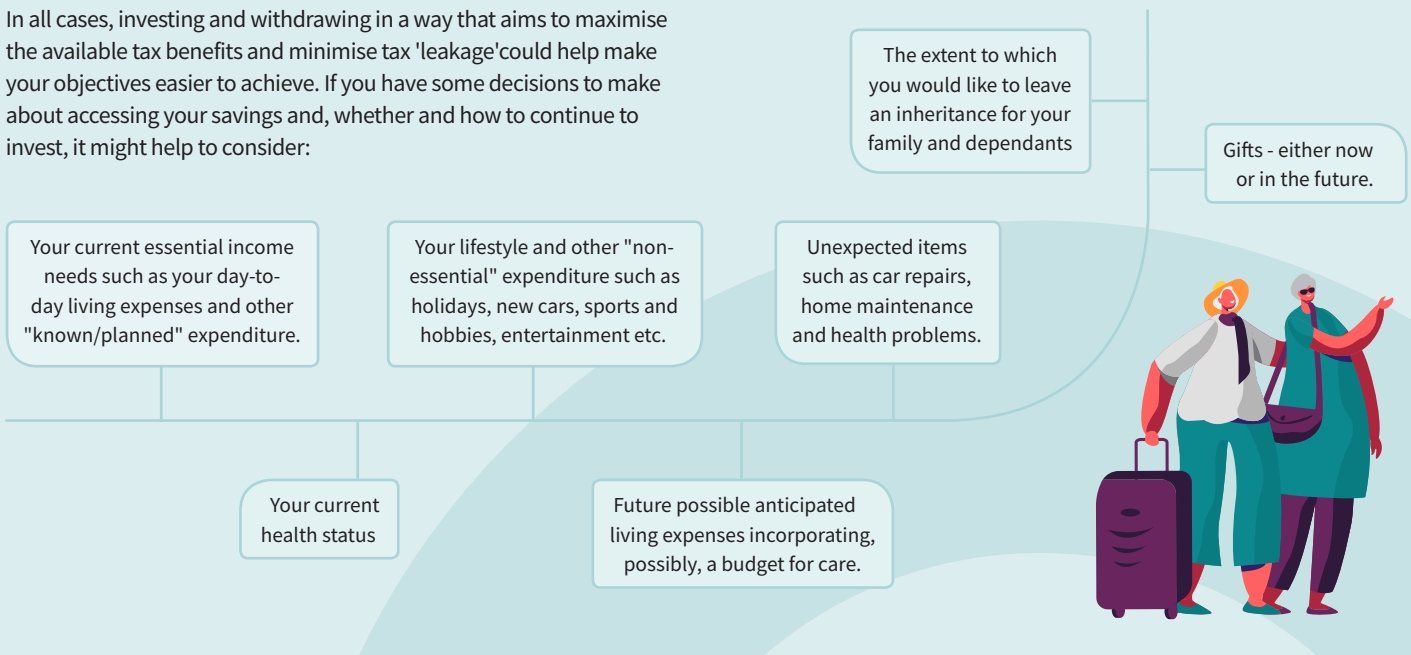 In all cases, investing and withdrawing in a way that aims to maximise
the available tax benefits and minimise tax 'leakage'could help make
your objectives easier to achieve. If you have some decisions to make
about accessing your savings and, whether and how to continue to
invest, it might help to consider:
Your current essential income
needs such as your day-to-
day living expenses and other
"known/planned" expenditure.
Your current
health status
Your lifestyle and other "non-
essential" expenditure such as
holidays, new cars, sports and
hobbies, entertainment etc.
Future possible anticipated
living expenses incorporating,
possibly, a budget for care.
Unexpected items
such as car repairs,
home maintenance
and health problems.
The extent to which
you would like to leave
an inheritance for your
family and dependants
Gifts - either now
or in the future.